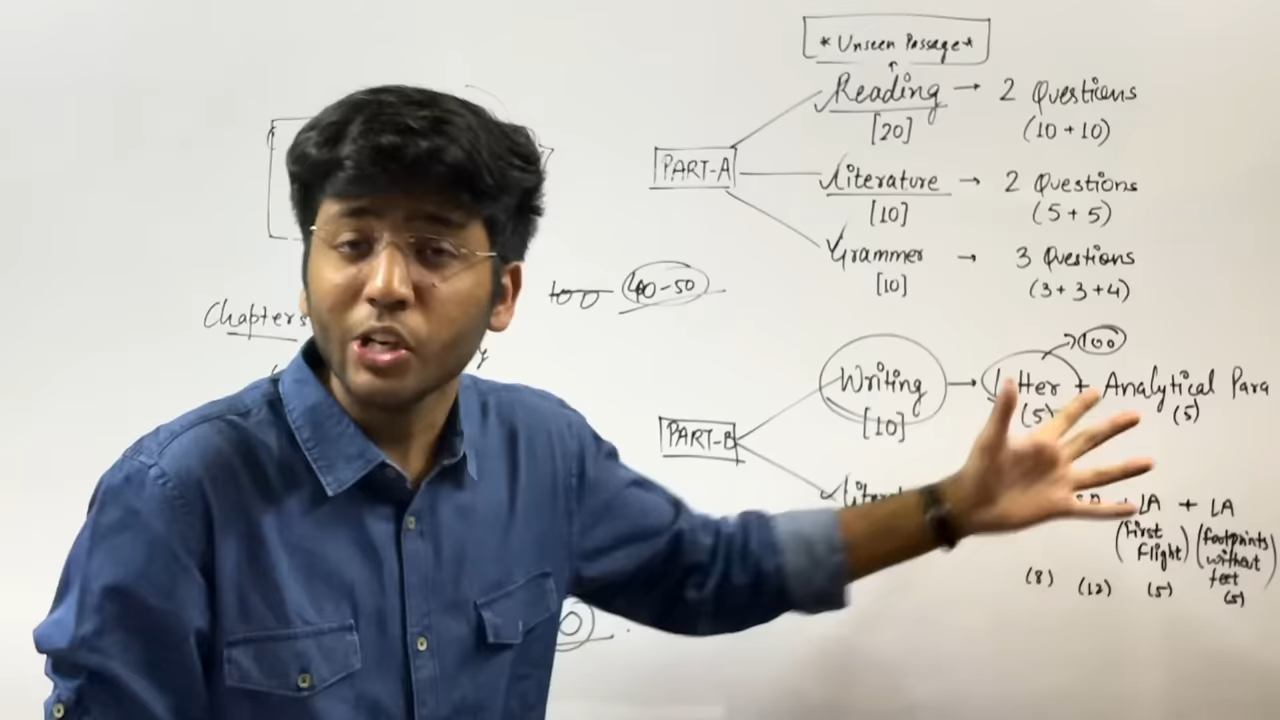 *Unseen Passage*
PART-A
Reading → 2 Questions
[20] (10+10)
Literature → 2 Questions
[10] (5+5)
Grammer → 3 Questions
[10] (3+3+4)
100 40-50
Chapters
100
PART-B
Writing → Letter + Analytical Para
[10] (5) (5)
LA + LA
(First Flight) (footprints without feet)
(8) (12) (5) (5)